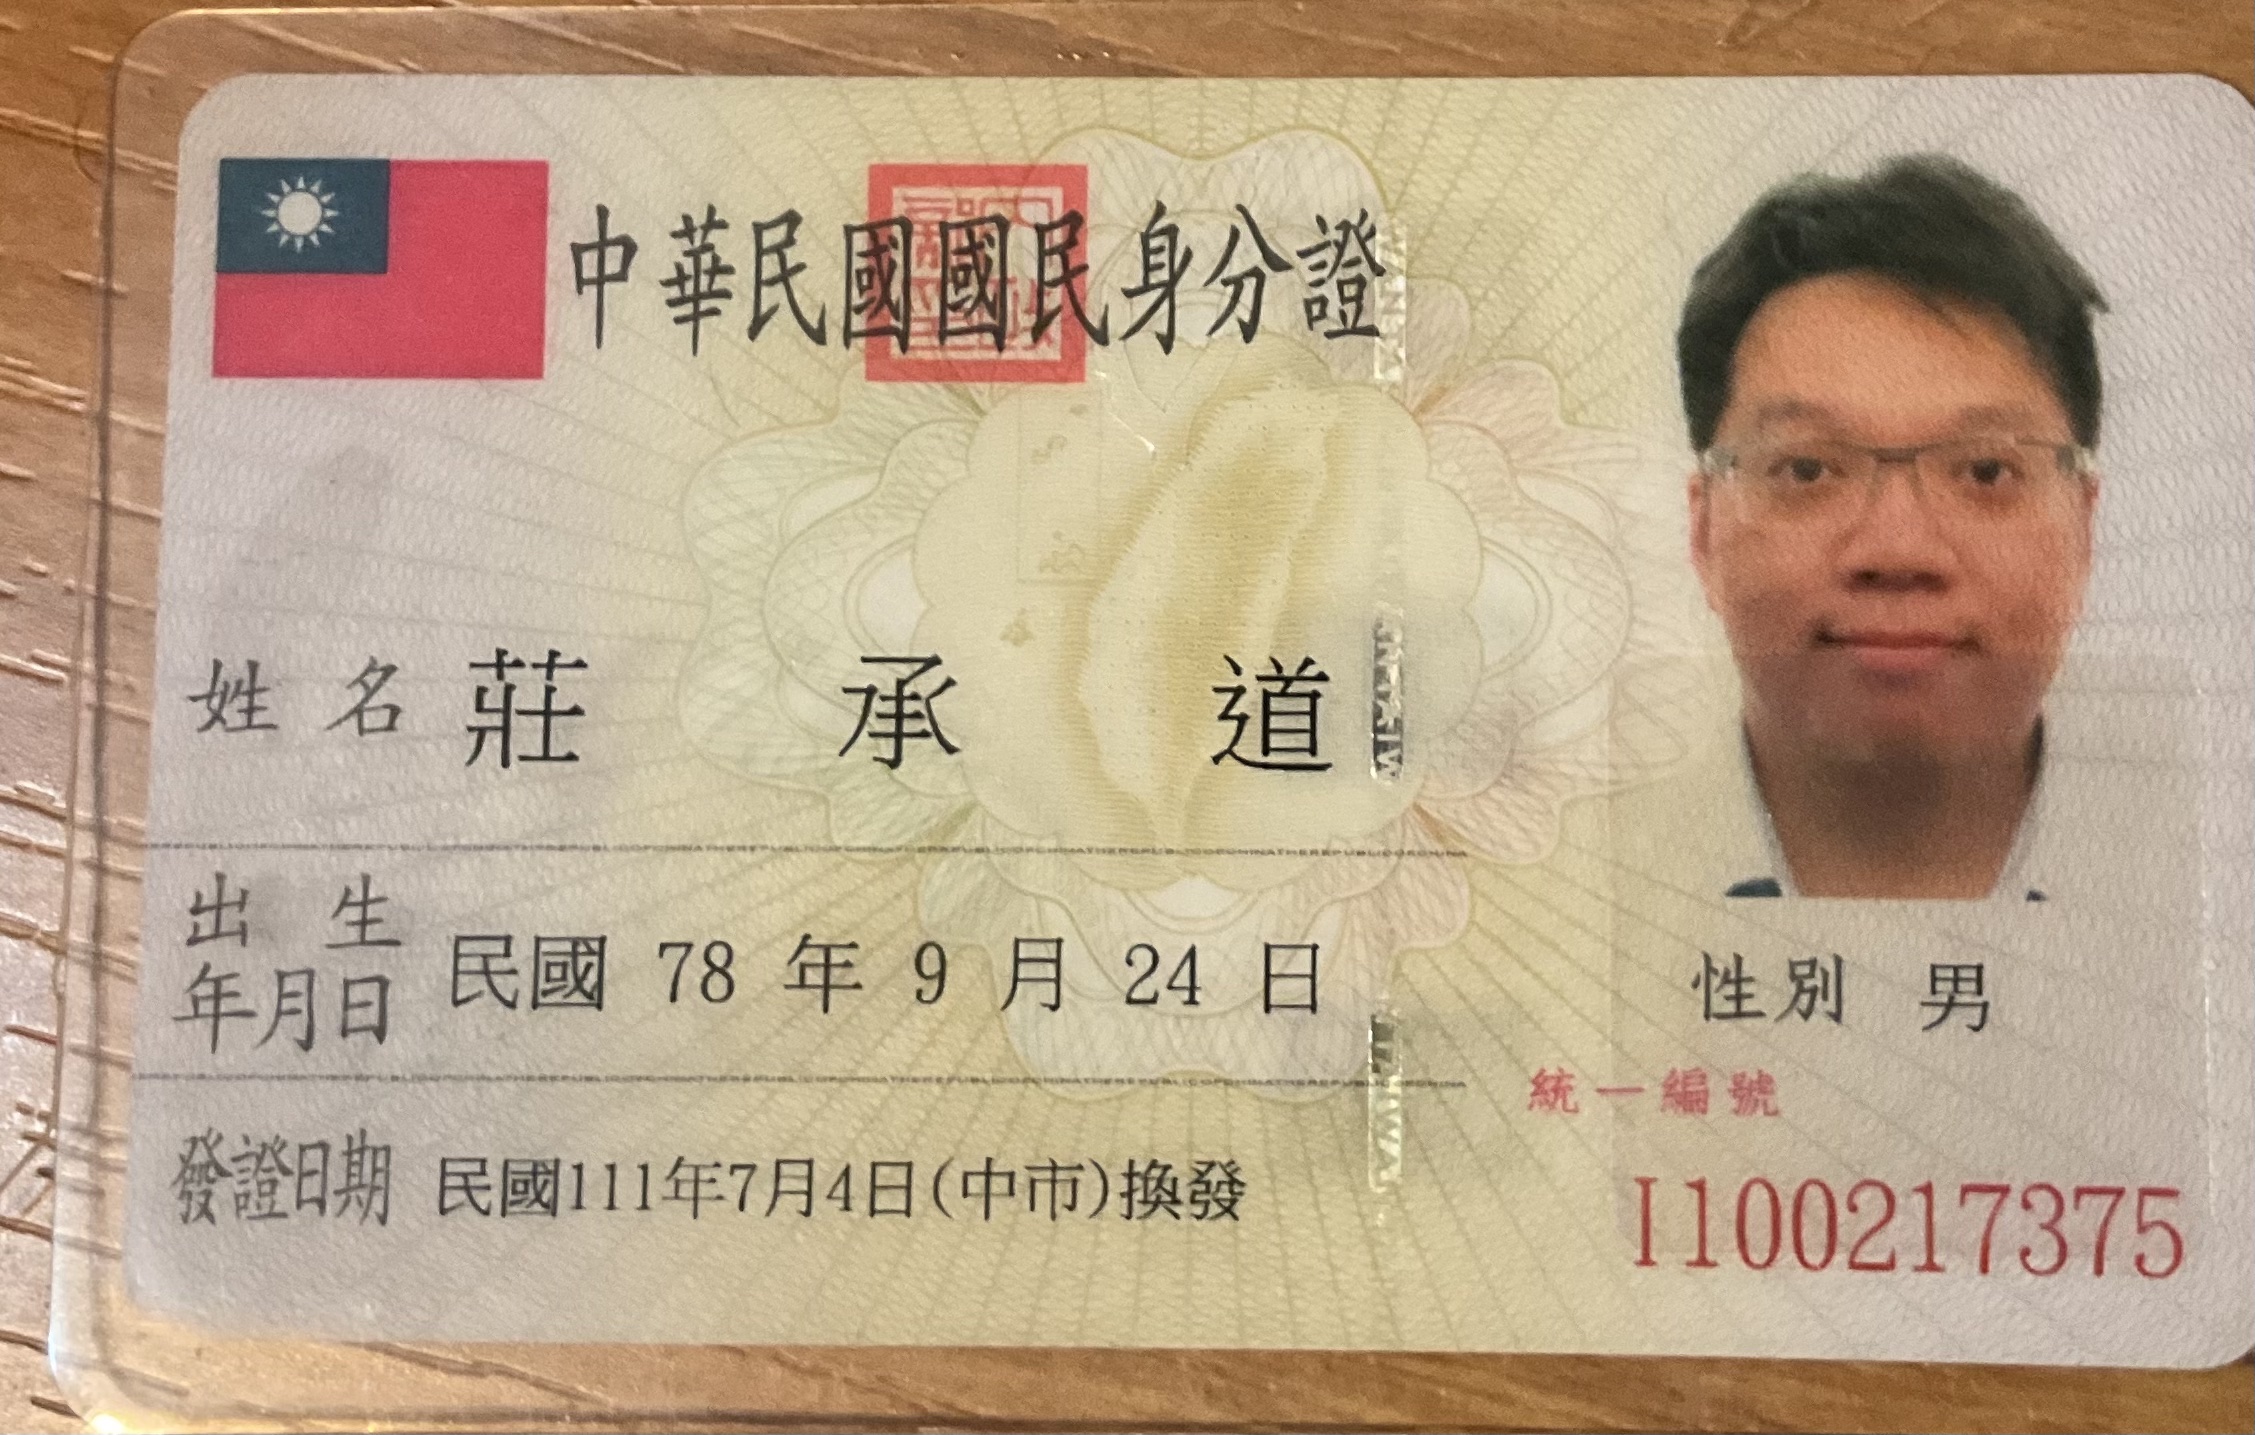 中華民國國民身分證
姓名 莊承道
出生年月日 民國 78 年 9 月 24 日
性別 男
發證日期 民國111年7月4日(中市)換發
統一編號
I100217375